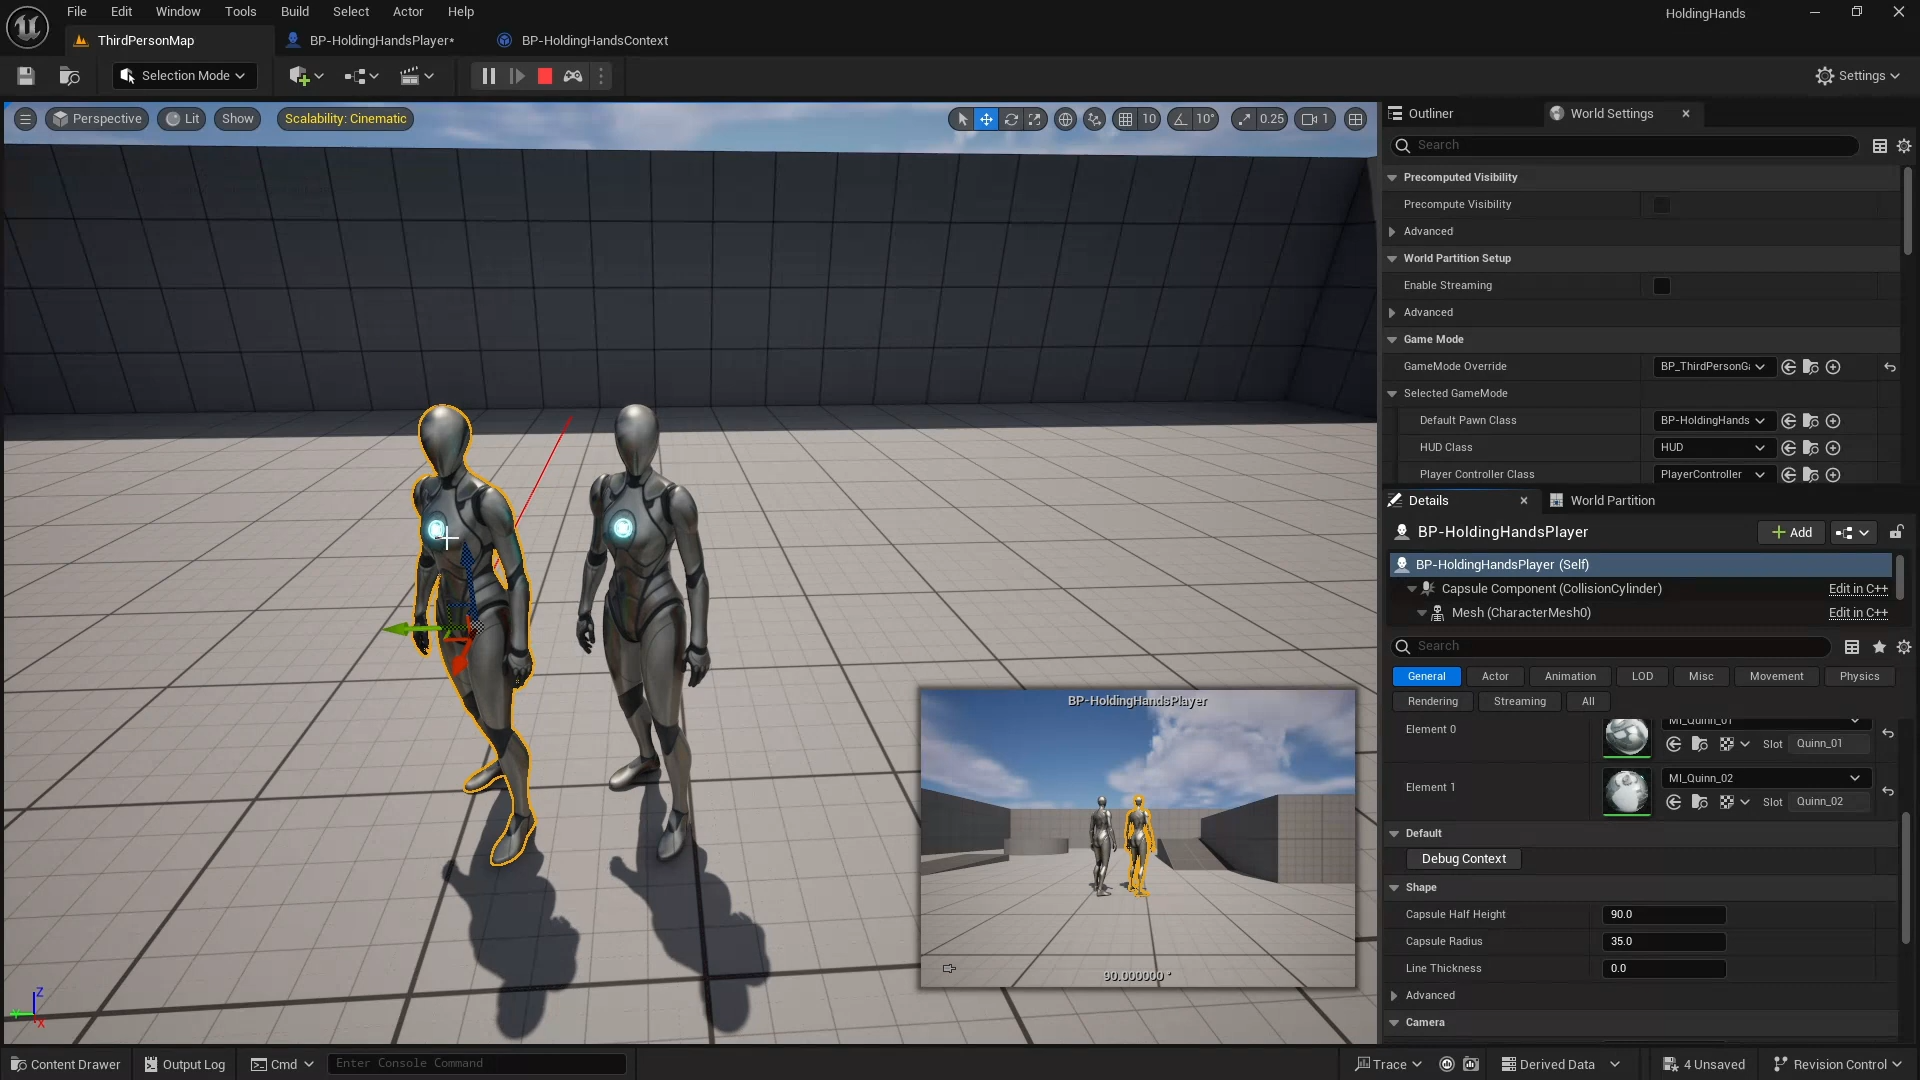 File Edit Window Tools Build Select Actor Help
HoldingHands
ThirdPersonMap
BP-HoldingHandsPlayer*
BP-HoldingHandsContext
Selection Mode
Settings
Perspective
Lit
Show
Scalability: Cinematic
10
10°
0.25
1
Outliner
World Settings
Search
Precomputed Visibility
Precompute Visibility
Advanced
World Partition Setup
Enable Streaming
Advanced
Game Mode
GameMode Override
BP_ThirdPersonGa
Selected GameMode
Default Pawn Class
BP-HoldingHands
HUD Class
HUD
Player Controller Class
PlayerController
Details
World Partition
BP-HoldingHandsPlayer
Add
BP-HoldingHandsPlayer (Self)
Capsule Component (CollisionCylinder)
Edit in C++
Mesh (CharacterMesh0)
Edit in C++
Search
General
Actor
Animation
LOD
Misc
Movement
Physics
Rendering
Streaming
All
Element 0
MI_Quinn_01
Slot
Quinn_01
Element 1
MI_Quinn_02
Slot
Quinn_02
Default
Debug Context
Shape
Capsule Half Height
90.0
Capsule Radius
35.0
Line Thickness
0.0
Advanced
Camera
BP-HoldingHandsPlayer
90.000000 °
Z
Y
X
Content Drawer
Output Log
Cmd
Enter Console Command
Trace
Derived Data
4 Unsaved
Revision Control